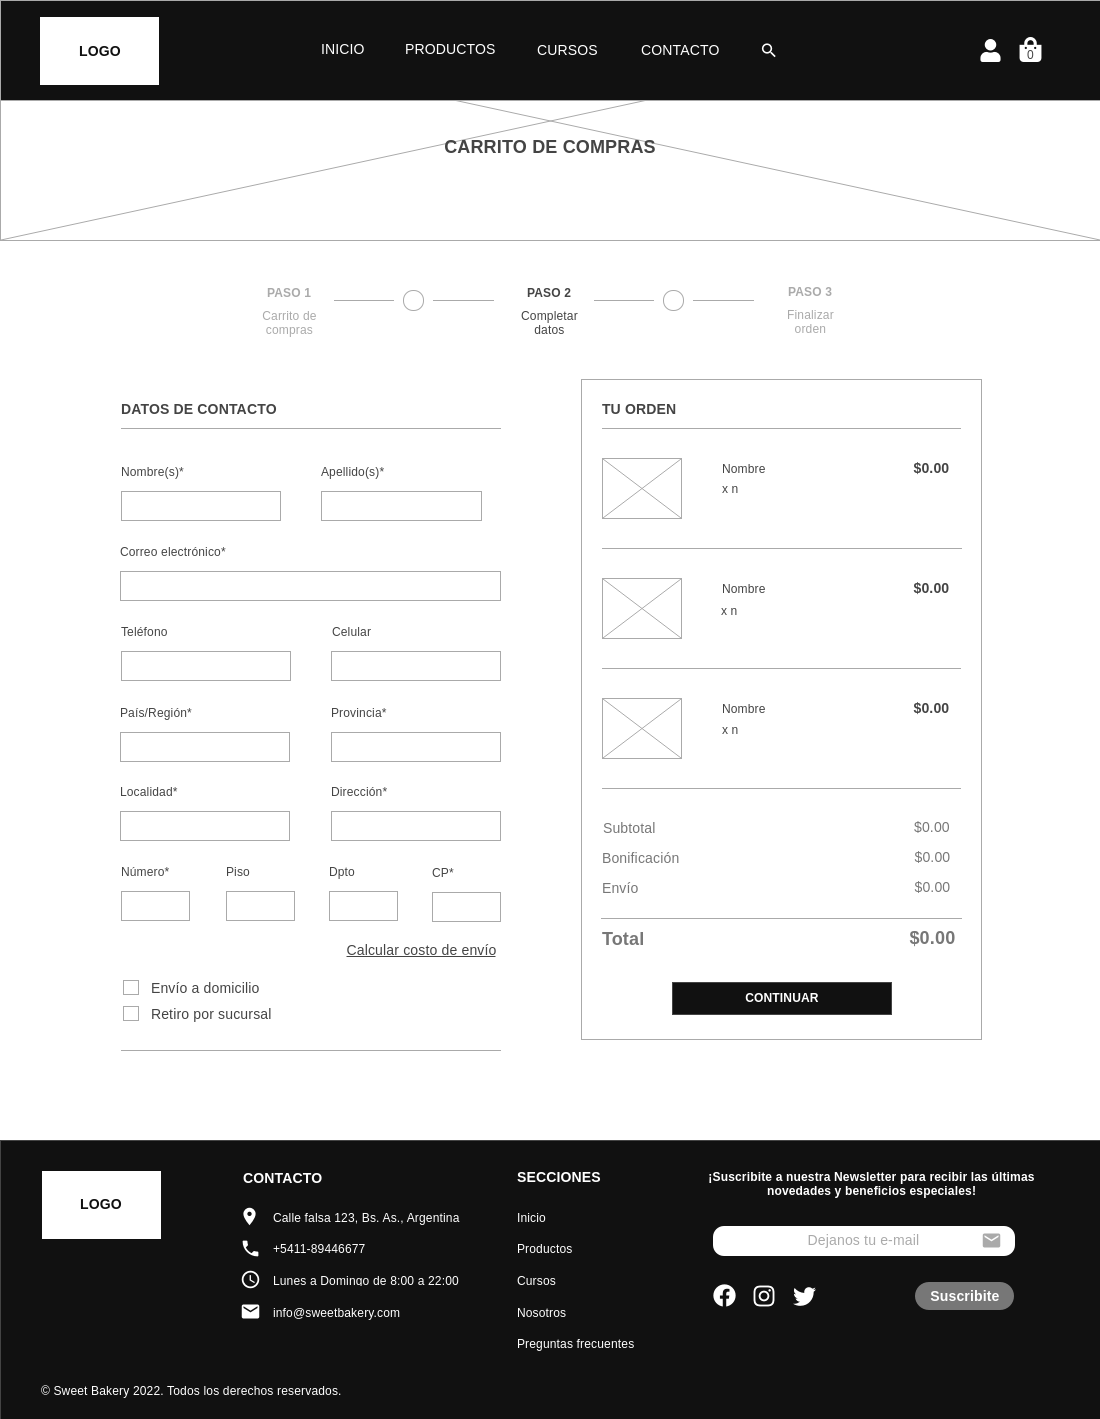 LOGO
INICIO
PRODUCTOS
CURSOS
CONTACTO
0
CARRITO DE COMPRAS
PASO 1
Carrito de
compras
PASO 2
Completar
datos
PASO 3
Finalizar
orden
DATOS DE CONTACTO
Nombre(s)*
Apellido(s)*
Correo electrónico*
Teléfono
Celular
País/Región*
Provincia*
Localidad*
Dirección*
Número*
Piso
Dpto
CP*
Calcular costo de envío
Envío a domicilio
Retiro por sucursal
TU ORDEN
Nombre
$0.00
x n
Nombre
$0.00
x n
Nombre
$0.00
x n
Subtotal
$0.00
Bonificación
$0.00
Envío
$0.00
Total
$0.00
CONTINUAR
LOGO
CONTACTO
Calle falsa 123, Bs. As., Argentina
+5411-89446677
Lunes a Domingo de 8:00 a 22:00
info@sweetbakery.com
SECCIONES
Inicio
Productos
Cursos
Nosotros
Preguntas frecuentes
¡Suscribite a nuestra Newsletter para recibir las últimas
novedades y beneficios especiales!
Dejanos tu e-mail
Suscribite
© Sweet Bakery 2022. Todos los derechos reservados.